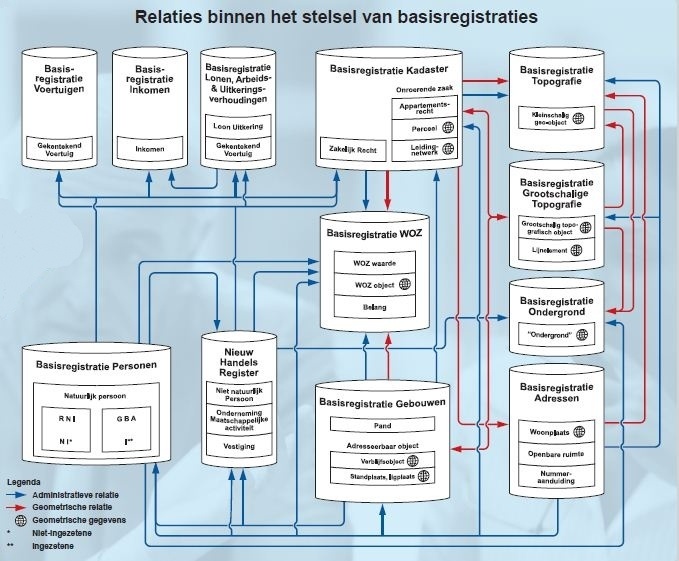 Relaties binnen het stelsel van basisregistraties
Basis-
registratie
Voertuigen
Gekentekend
Voertuig
Basis-
registratie
Inkomen
Inkomen
Basisregistratie
Lonen, Arbeids-
& Uitkerings-
verhoudingen
Loon Uitkering
Gekentekend
Voertuig
Basisregistratie Kadaster
Onroerende zaak
Appartements-
recht
Perceel
Leiding-
netwerk
Zakelijk Recht
Basisregistratie
Topografie
Kleinschalig
geo-object
Basisregistratie
Grootschalige
Topografie
Grootschalig topo-
grafisch object
Lijnelement
Basisregistratie WOZ
WOZ waarde
WOZ object
Belang
Basisregistratie
Ondergrond
"Ondergrond"
Basisregistratie Personen
Natuurlijk persoon
R N I
N I*
G B A
I**
Nieuw
Handels
Register
Niet natuurlijk
Persoon
Onderneming
Maatschappelijke
activiteit
Vestiging
Basisregistratie Gebouwen
Pand
Adresseerbaar object
Verblijfsobject
Standplaats, ligplaats
Basisregistratie
Adressen
Woonplaats
Openbare ruimte
Nummer-
aanduiding
Legenda
Administratieve relatie
Geometrische relatie
Geometrische gegevens
* Niet-ingezetene
** Ingezetene